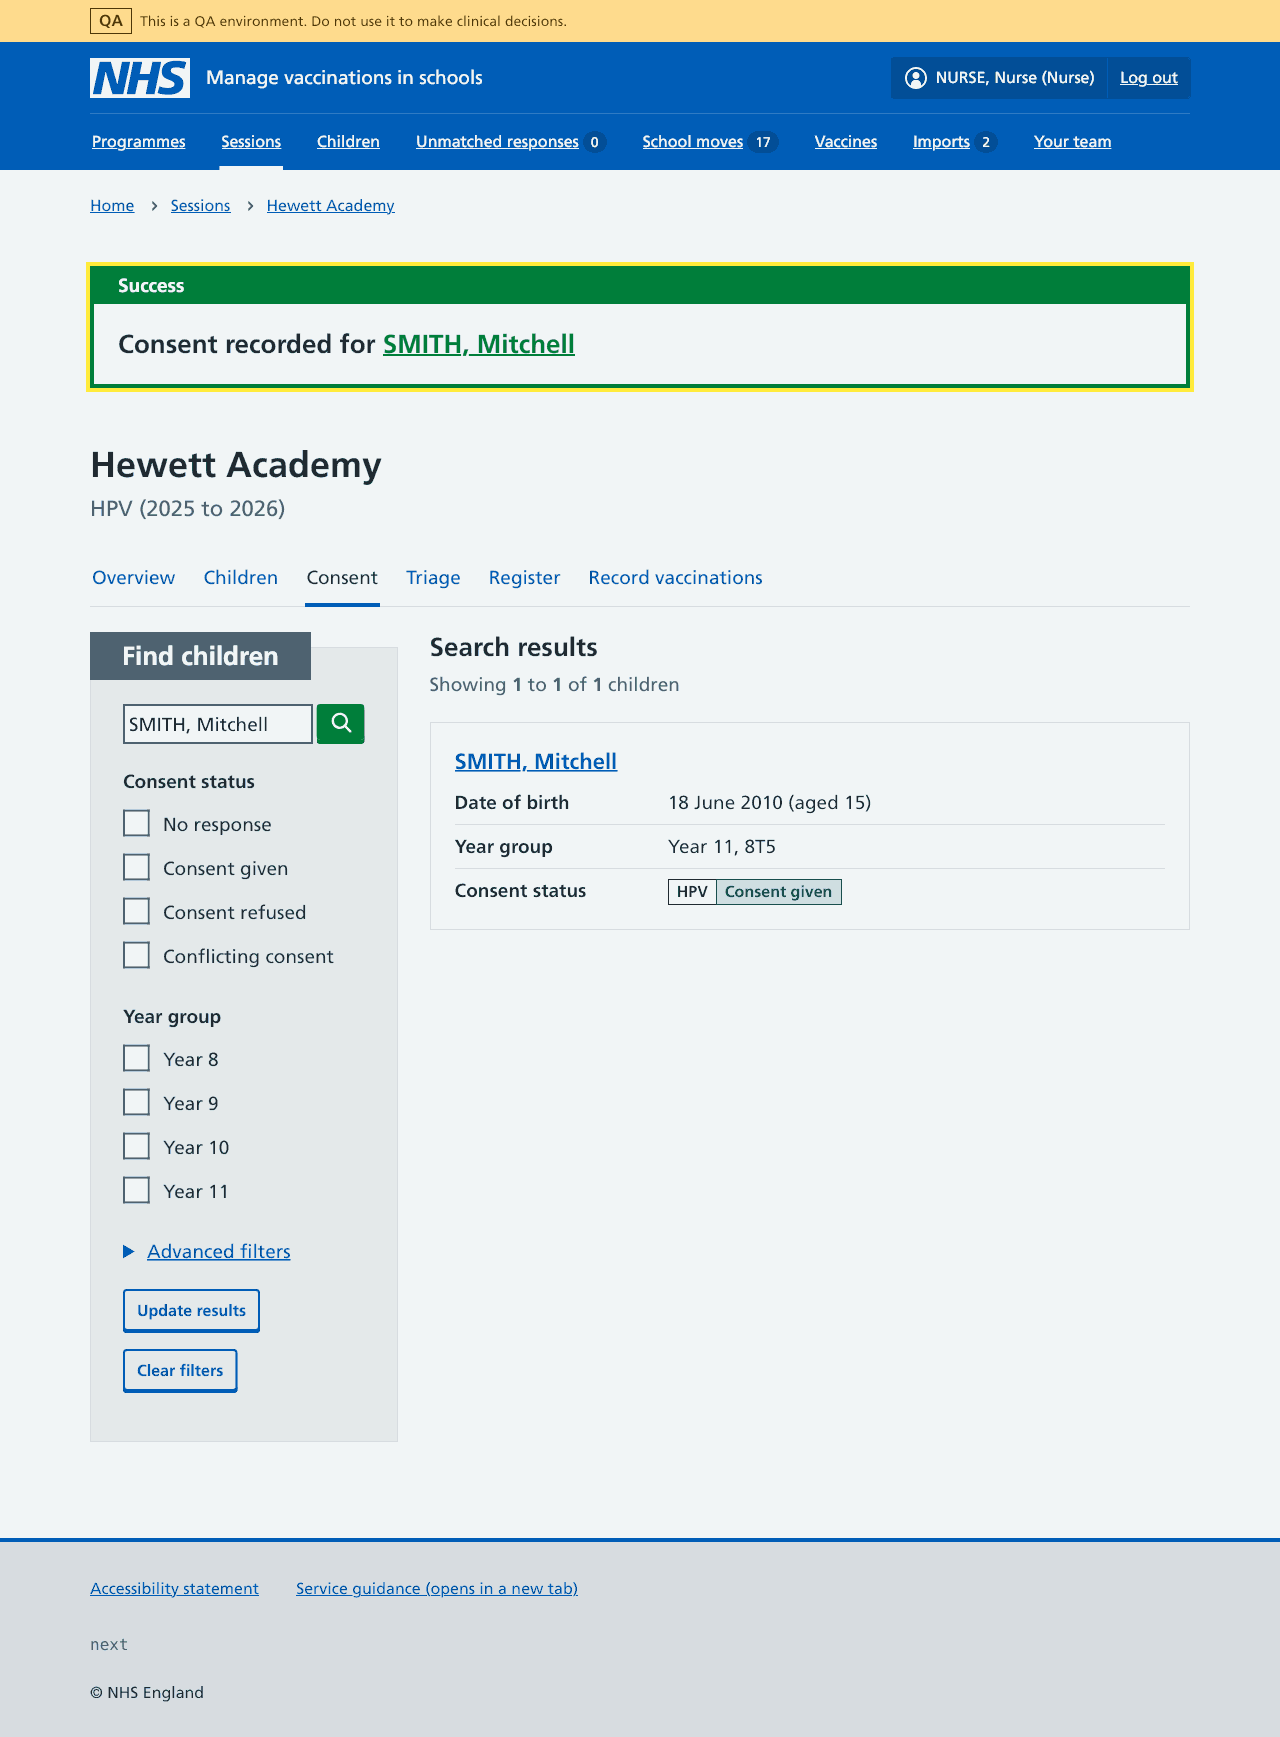 QA This is a QA environment. Do not use it to make clinical decisions.
NHS Manage vaccinations in schools NURSE, Nurse (Nurse) Log out
Programmes Sessions Children Unmatched responses 0 School moves 17 Vaccines Imports 2 Your team
Home Sessions Hewett Academy
Success
Consent recorded for SMITH, Mitchell
Hewett Academy
HPV (2025 to 2026)
Overview Children Consent Triage Register Record vaccinations
Find children
SMITH, Mitchell
Consent status
No response
Consent given
Consent refused
Conflicting consent
Year group
Year 8
Year 9
Year 10
Year 11
Advanced filters
Update results
Clear filters
Search results
Showing 1 to 1 of 1 children
SMITH, Mitchell
Date of birth 18 June 2010 (aged 15)
Year group Year 11, 8T5
Consent status HPV Consent given
Accessibility statement Service guidance (opens in a new tab)
next
© NHS England